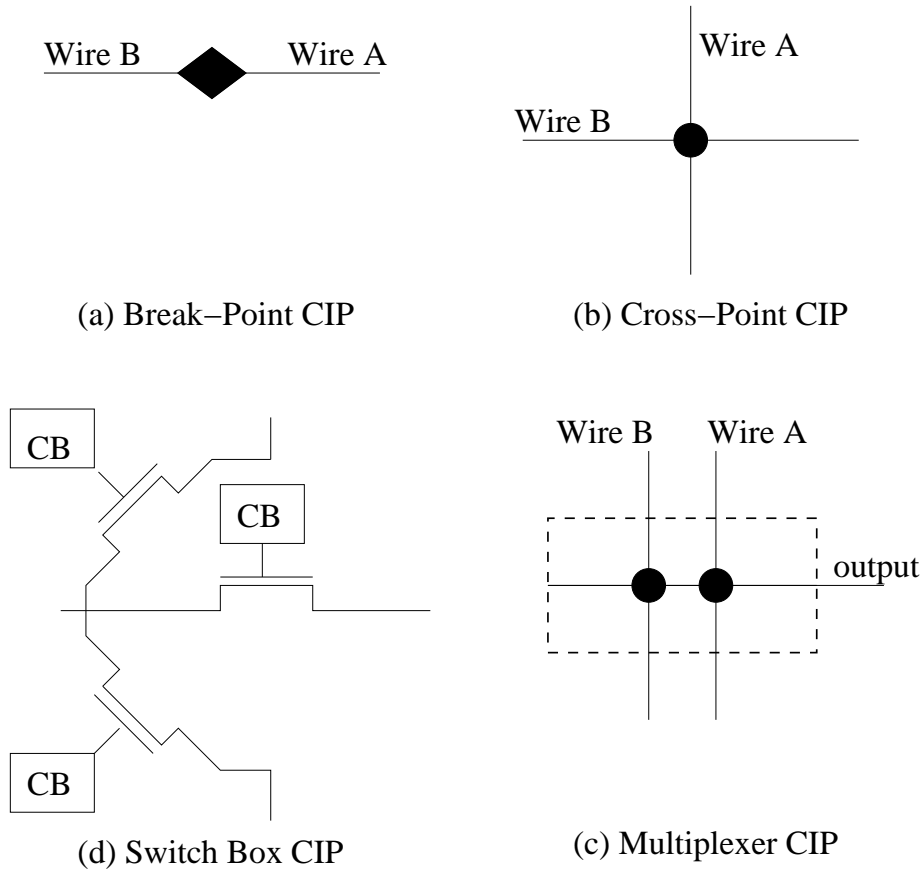 Wire B
Wire A
(a) Break−Point CIP
Wire A
Wire B
(b) Cross−Point CIP
CB
CB
CB
(d) Switch Box CIP
Wire B
Wire A
output
(c) Multiplexer CIP